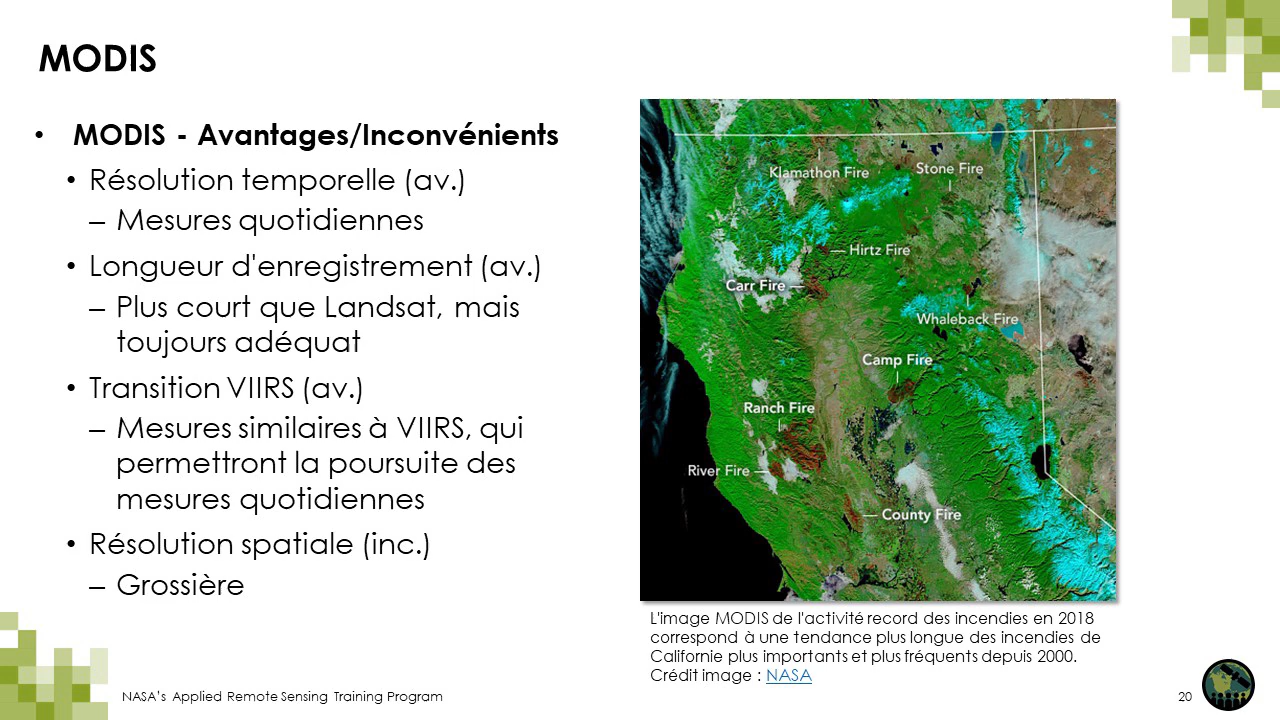 MODIS
• MODIS - Avantages/Inconvénients
• Résolution temporelle (av.)
– Mesures quotidiennes
• Longueur d'enregistrement (av.)
– Plus court que Landsat, mais
toujours adéquat
• Transition VIIRS (av.)
– Mesures similaires à VIIRS, qui
permettront la poursuite des
mesures quotidiennes
• Résolution spatiale (inc.)
– Grossière
Klamathon Fire
Stone Fire
Hirtz Fire
Carr Fire
Whaleback Fire
Camp Fire
Ranch Fire
River Fire
County Fire
L'image MODIS de l'activité record des incendies en 2018
correspond à une tendance plus longue des incendies de
Californie plus importants et plus fréquents depuis 2000.
Crédit image : NASA
NASA's Applied Remote Sensing Training Program
20